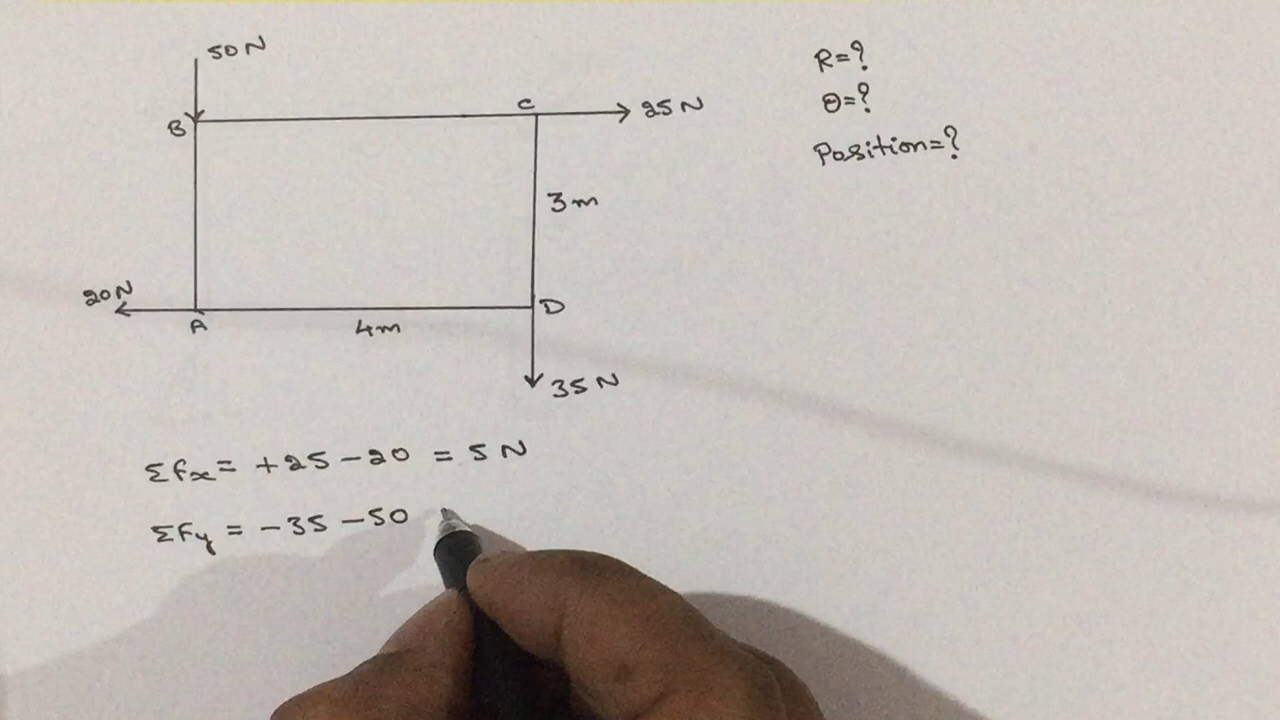 50N
R=?
C
25N
θ=?
B
Position=?
3m
20N
D
A
4m
35N
ΣFx= +25-20 = 5N
ΣFy = -35-50